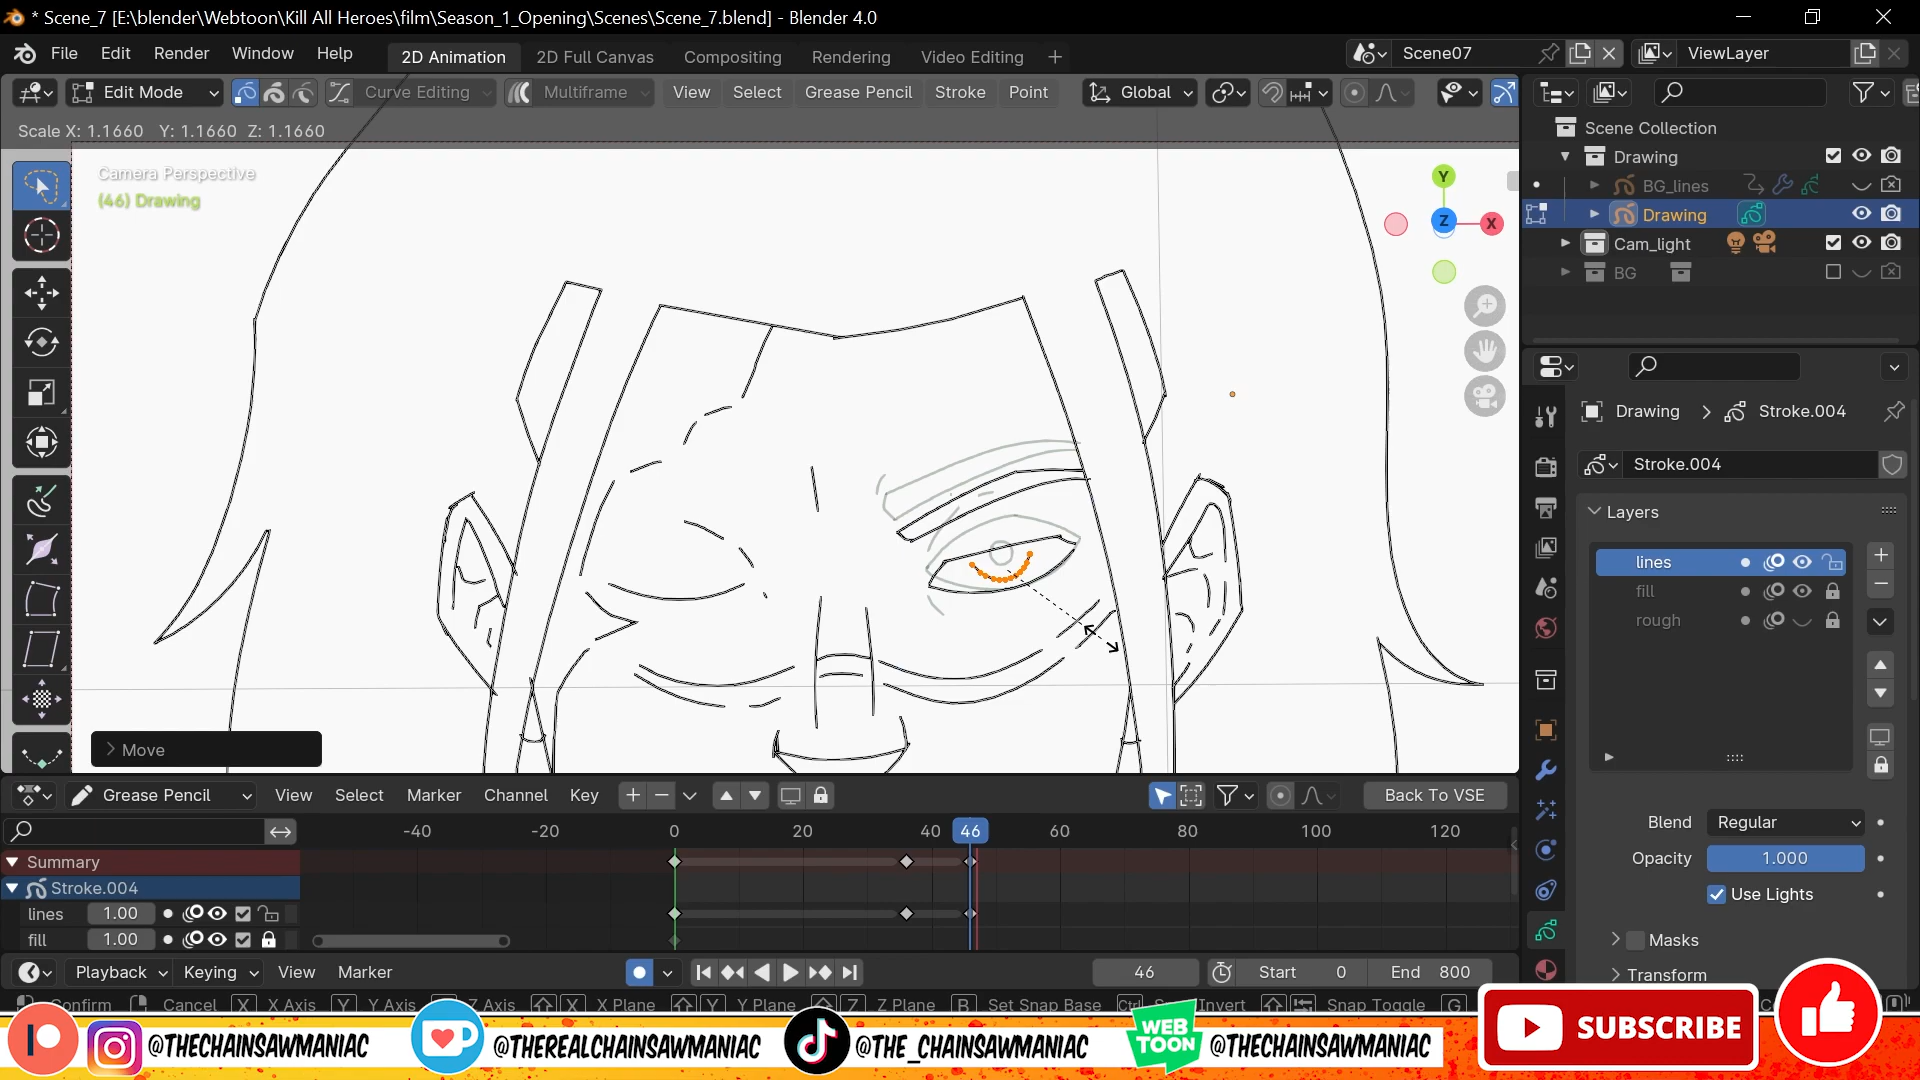 * Scene_7 [E:\blender\Webtoon\Kill All Heroes\film\Season_1_Opening\Scenes\Scene_7.blend] - Blender 4.0
File Edit Render Window Help 2D Animation 2D Full Canvas Compositing Rendering Video Editing + Scene07 ViewLayer
Edit Mode Curve Editing Multiframe View Select Grease Pencil Stroke Point Global
Scale X: 1.1660 Y: 1.1660 Z: 1.1660
Camera Perspective
(46) Drawing
Y
Z
X
Scene Collection
Drawing
BG_lines
Drawing
Cam_light
BG
Drawing > Stroke.004
Stroke.004
Layers
lines
fill
rough
Blend Regular
Opacity 1.000
Use Lights
Masks
Transform
Move
Grease Pencil View Select Marker Channel Key Back To VSE
-40 -20 0 20 40 46 60 80 100 120
Summary
Stroke.004
lines 1.00
fill 1.00
Playback Keying View Marker 46 Start 0 End 800
Confirm Cancel X X Axis Y Y Axis Z Axis X X Plane Y Y Plane Z Z Plane B Set Snap Base Ctrl Invert Snap Toggle G
@THECHAINSAWMANIAC
@THEREALCHAINSAWMANIAC
@THE_CHAINSAWMANIAC
WEB
TOON
@THECHAINSAWMANIAC
SUBSCRIBE